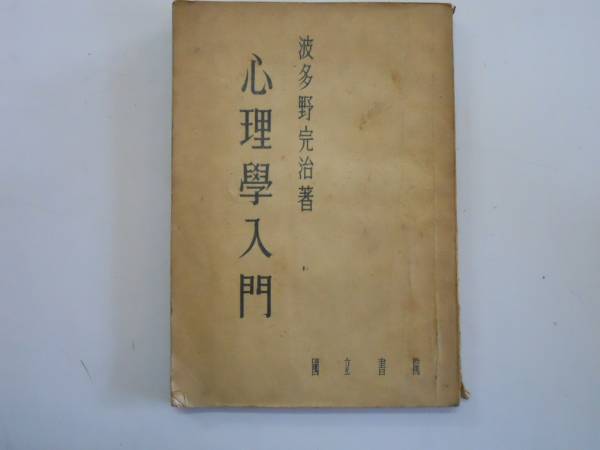 波多野完治著
心理學入門
國立書院